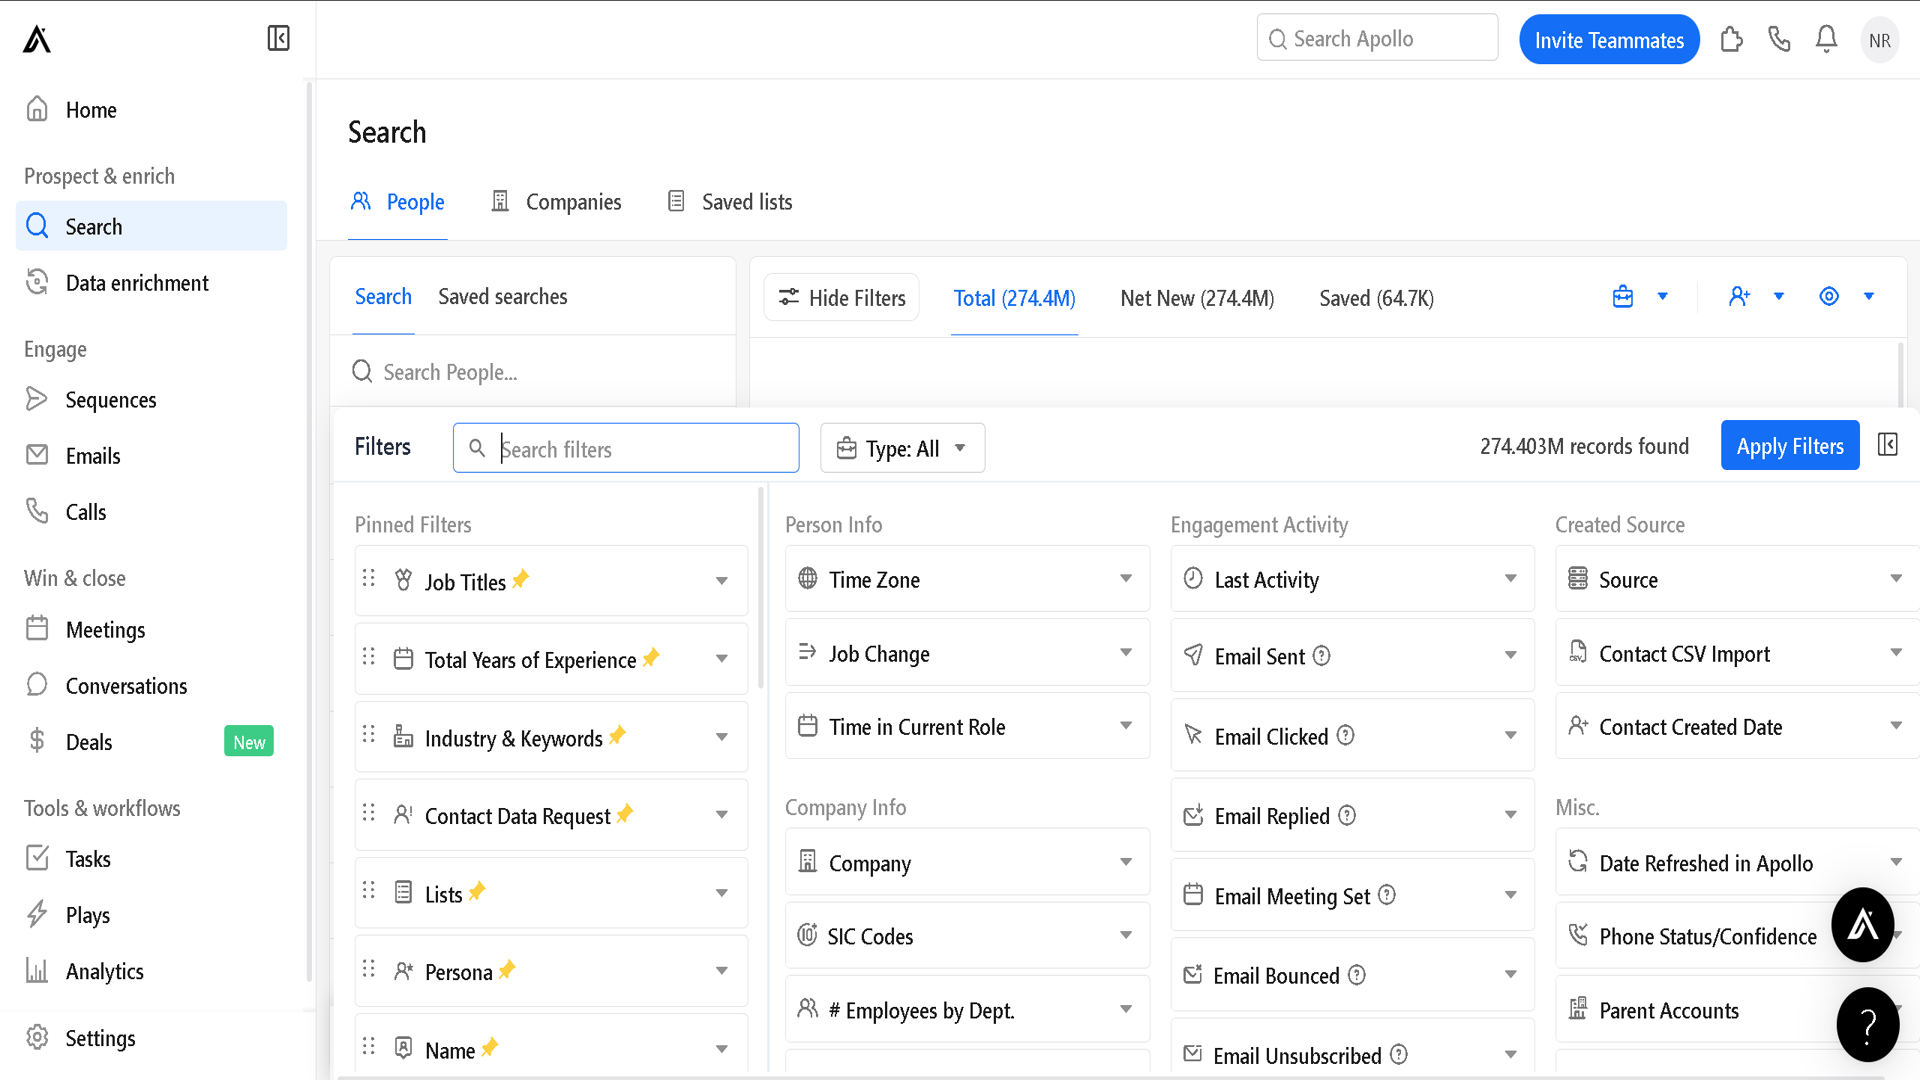 Search Apollo
Invite Teammates
NR
Home
Prospect & enrich
Search
Data enrichment
Engage
Sequences
Emails
Calls
Win & close
Meetings
Conversations
Deals
New
Tools & workflows
Tasks
Plays
Analytics
Settings
Search
People
Companies
Saved lists
Search
Saved searches
Search People...
Hide Filters
Total (274.4M)
Net New (274.4M)
Saved (64.7K)
Filters
Search filters
Type: All
274.403M records found
Apply Filters
Pinned Filters
Job Titles
Total Years of Experience
Industry & Keywords
Contact Data Request
Lists
Persona
Name
Person Info
Time Zone
Job Change
Time in Current Role
Company Info
Company
SIC Codes
# Employees by Dept.
Engagement Activity
Last Activity
Email Sent
Email Clicked
Email Replied
Email Meeting Set
Email Bounced
Email Unsubscribed
Created Source
Source
Contact CSV Import
Contact Created Date
Misc.
Date Refreshed in Apollo
Phone Status/Confidence
Parent Accounts
?